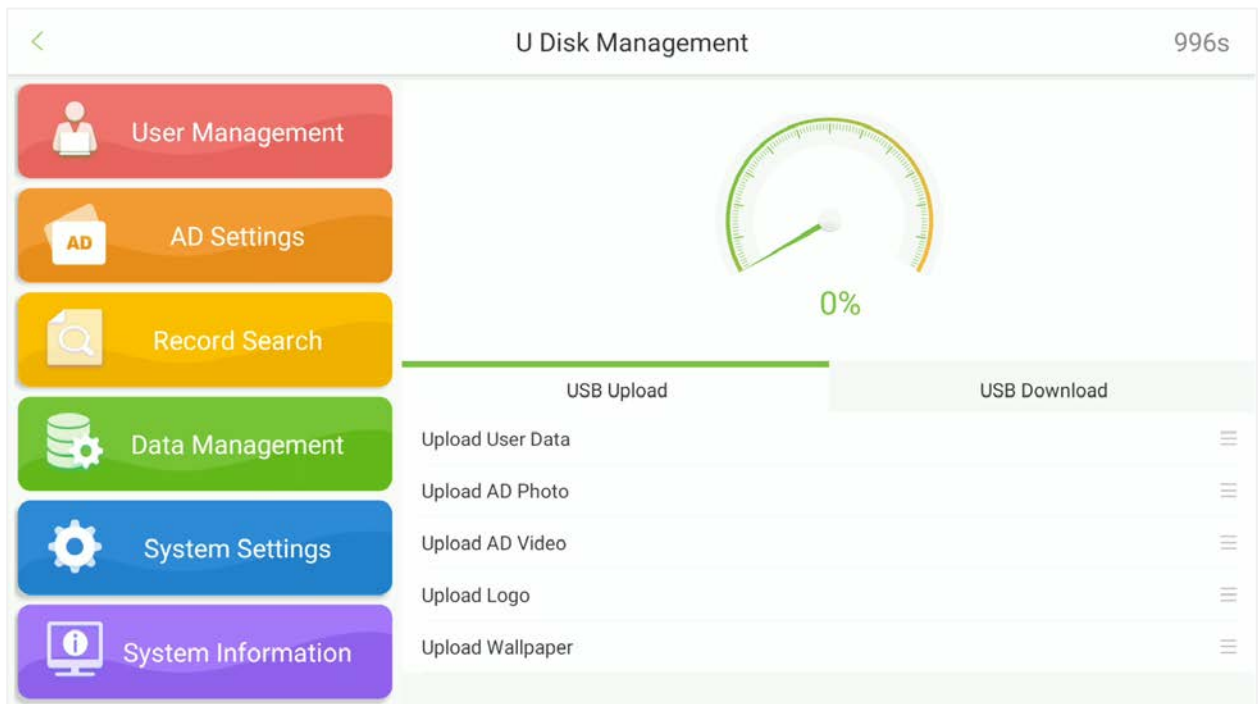 U Disk Management
996s
User Management
AD
AD Settings
Record Search
Data Management
System Settings
System Information
0%
USB Upload
USB Download
Upload User Data
Upload AD Photo
Upload AD Video
Upload Logo
Upload Wallpaper